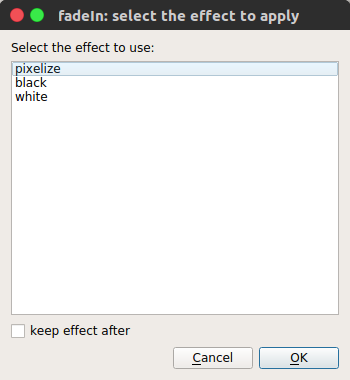 fadeIn: select the effect to apply
Select the effect to use:
pixelize
black
white
keep effect after
Cancel
OK